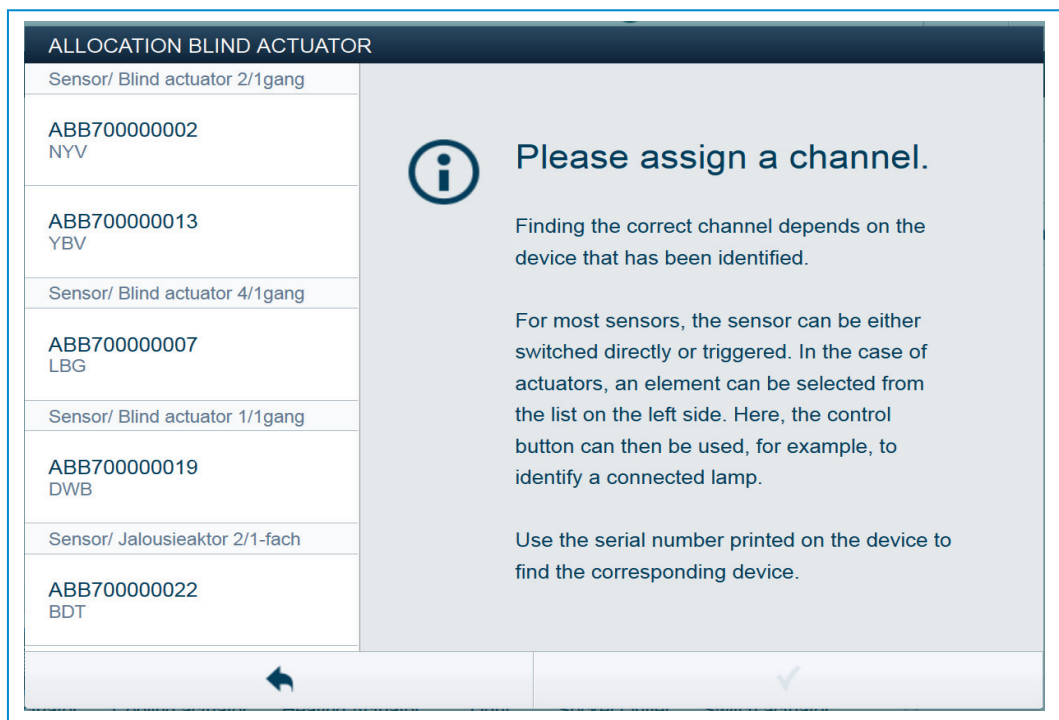 ALLOCATION BLIND ACTUATOR
Sensor/ Blind actuator 2/1gang
ABB700000002
NYV
ABB700000013
YBV
Sensor/ Blind actuator 4/1gang
ABB700000007
LBG
Sensor/ Blind actuator 1/1gang
ABB700000019
DWB
Sensor/ Jalousieaktor 2/1-fach
ABB700000022
BDT
Please assign a channel.
Finding the correct channel depends on the
device that has been identified.
For most sensors, the sensor can be either
switched directly or triggered. In the case of
actuators, an element can be selected from
the list on the left side. Here, the control
button can then be used, for example, to
identify a connected lamp.
Use the serial number printed on the device to
find the corresponding device.